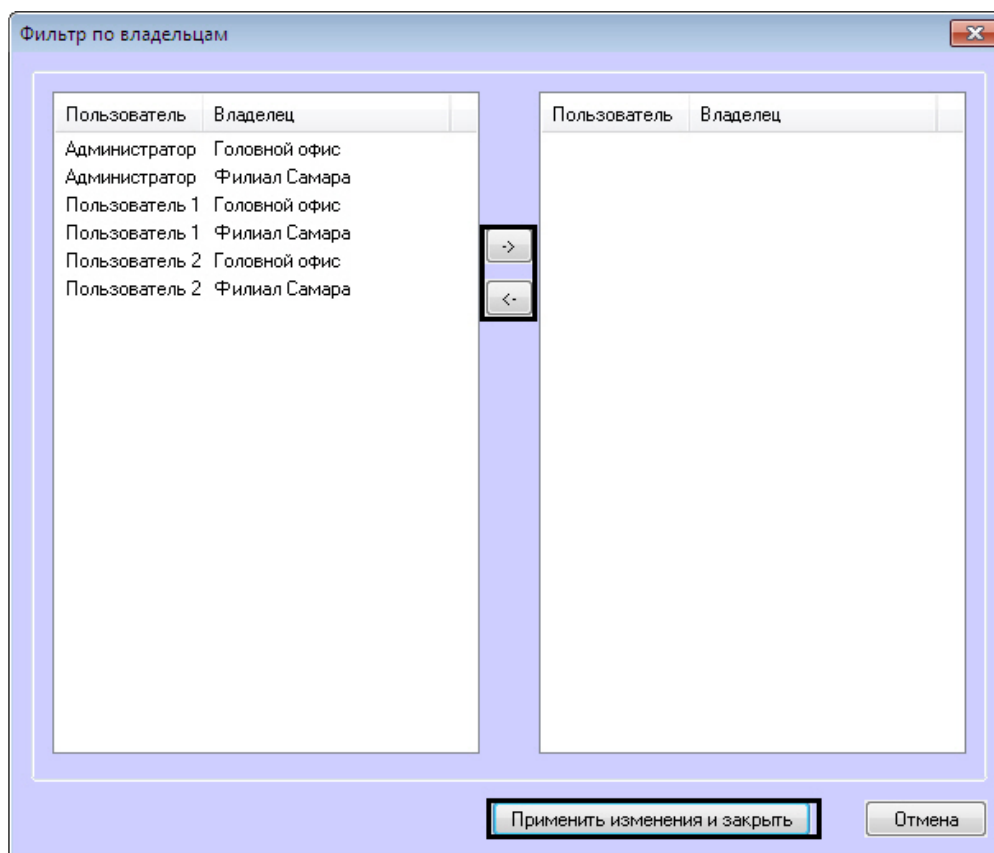 Фильтр по владельцам
Пользователь Владелец
Администратор Головной офис
Администратор Филиал Самара
Пользователь 1 Головной офис
Пользователь 1 Филиал Самара
Пользователь 2 Головной офис
Пользователь 2 Филиал Самара
->
<-
Пользователь Владелец
Применить изменения и закрыть
Отмена